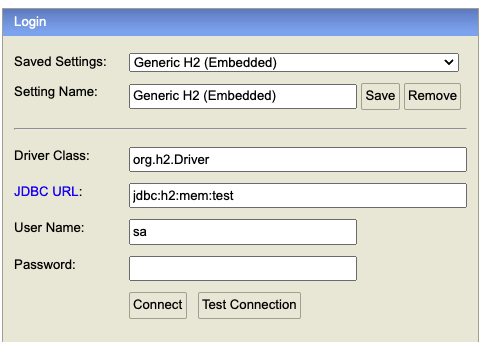 Login
Saved Settings: Generic H2 (Embedded)
Setting Name: Generic H2 (Embedded) Save Remove
Driver Class: org.h2.Driver
JDBC URL: jdbc:h2:mem:test
User Name: sa
Password:
Connect Test Connection